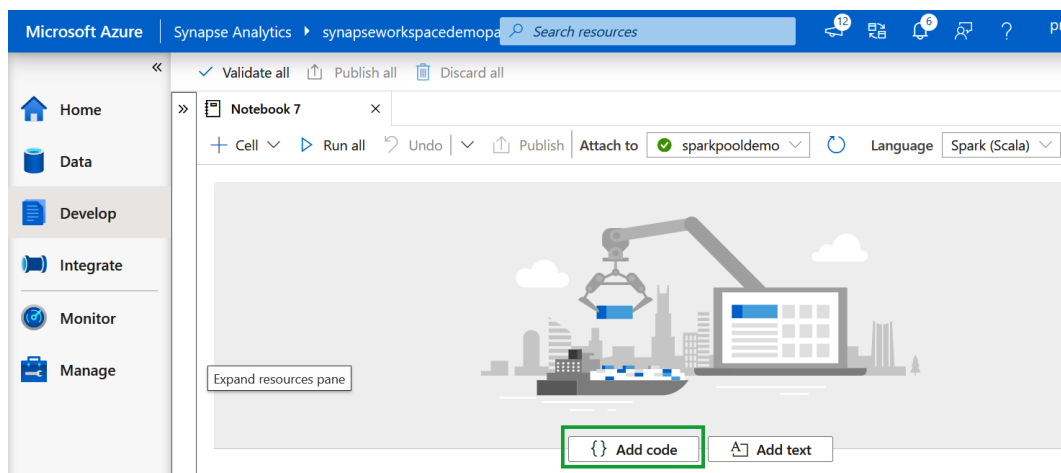 Microsoft Azure
Synapse Analytics
synapseworkspacedemopa
Search resources
12
6
?
Validate all
Publish all
Discard all
Home
Data
Develop
Integrate
Monitor
Manage
Notebook 7
Cell
Run all
Undo
Publish
Attach to
sparkpooldemo
Language
Spark (Scala)
Expand resources pane
{} Add code
A Add text